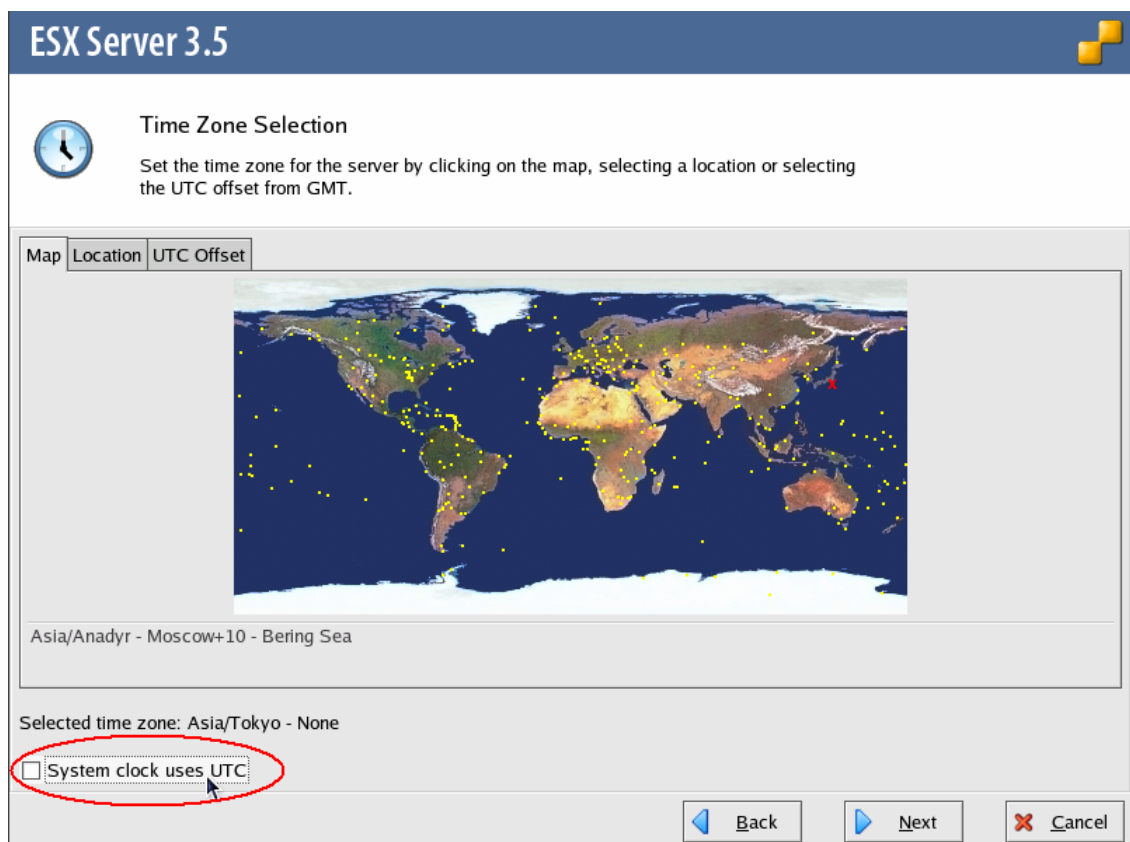 ESX Server 3.5
Time Zone Selection
Set the time zone for the server by clicking on the map, selecting a location or selecting
the UTC offset from GMT.
Map Location UTC Offset
Asia/Anadyr - Moscow+10 - Bering Sea
Selected time zone: Asia/Tokyo - None
System clock uses UTC
Back Next Cancel